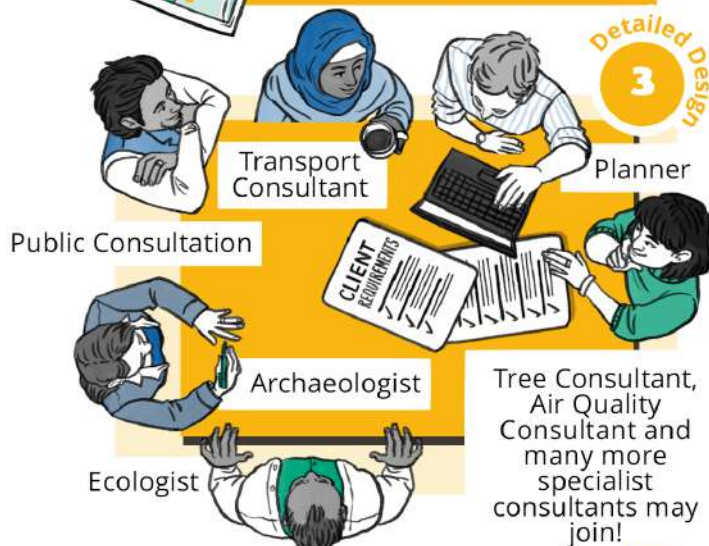 Detailed Design
3
Transport
Consultant
Planner
Public Consultation
CLIENT
REQUIREMENTS
Archaeologist
Tree Consultant,
Air Quality
Consultant and
many more
specialist
consultants may
join!
Ecologist